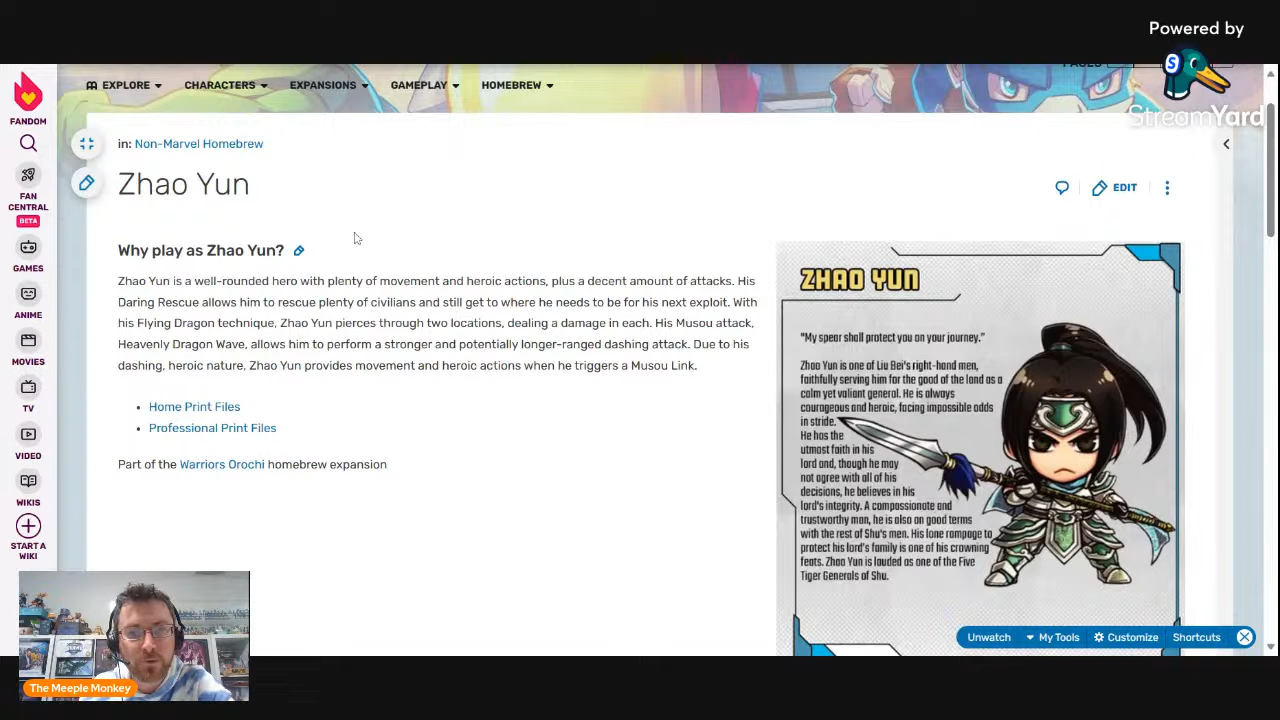 Powered by
StreamYard
S
FANDOM
FAN
CENTRAL
BETA
GAMES
ANIME
MOVIES
TV
VIDEO
WIKIS
START A
WIKI
EXPLORE
CHARACTERS
EXPANSIONS
GAMEPLAY
HOMEBREW
in: Non-Marvel Homebrew
Zhao Yun
EDIT
Why play as Zhao Yun?
Zhao Yun is a well-rounded hero with plenty of movement and heroic actions, plus a decent amount of attacks. His
Daring Rescue allows him to rescue plenty of civilians and still get to where he needs to be for his next exploit. With
his Flying Dragon technique, Zhao Yun pierces through two locations, dealing a damage in each. His Musou attack,
Heavenly Dragon Wave, allows him to perform a stronger and potentially longer-ranged dashing attack. Due to his
dashing, heroic nature, Zhao Yun provides movement and heroic actions when he triggers a Musou Link.
Home Print Files
Professional Print Files
Part of the Warriors Orochi homebrew expansion
ZHAO YUN
"My spear shall protect you on your journey."
Zhao Yun is one of Liu Bei's right-hand men,
faithfully serving him for the good of the land as a
calm yet valiant general. He is always
courageous and heroic, facing impossible odds
in stride.
He has the
utmost faith in his
lord and, though he may
not agree with all of his
decisions, he believes in his
lord's integrity. A compassionate and
trustworthy man, he is also on good terms
with the rest of Shu's men. His lone rampage to
protect his lord's family is one of his crowning
feats. Zhao Yun is lauded as one of the Five
Tiger Generals of Shu.
Unwatch
My Tools
Customize
Shortcuts
The Meeple Monkey